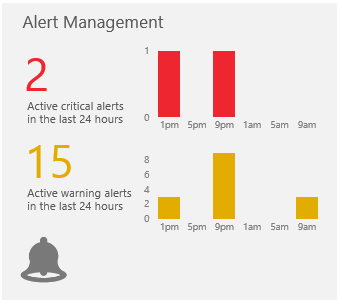 Alert Management
2
Active critical alerts
in the last 24 hours
1
0
1pm 5pm 9pm 1am 5am 9am
15
Active warning alerts
in the last 24 hours
8
6
4
2
0
1pm 5pm 9pm 1am 5am 9am